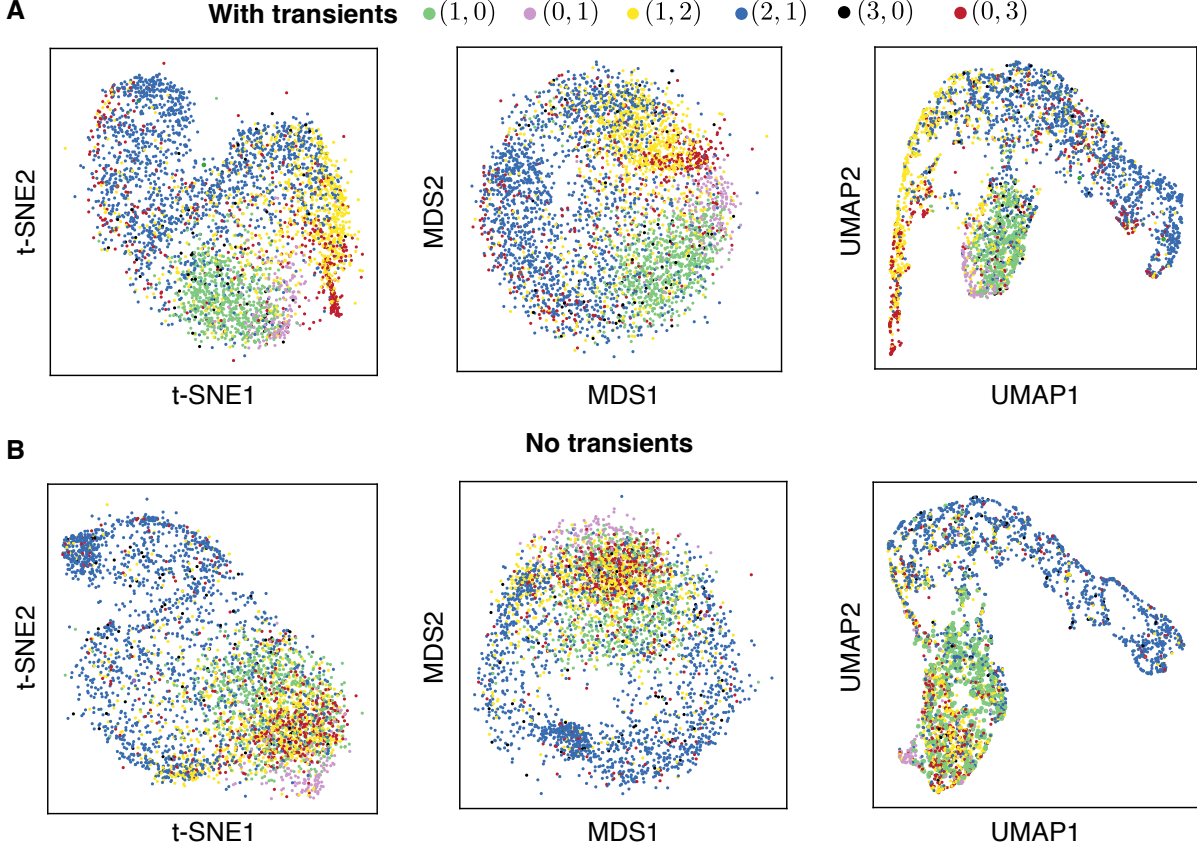 A
With transients (1, 0) (0, 1) (1, 2) (2, 1) (3, 0) (0, 3)
t-SNE2
t-SNE1
MDS2
MDS1
UMAP2
UMAP1
B
No transients
t-SNE2
t-SNE1
MDS2
MDS1
UMAP2
UMAP1